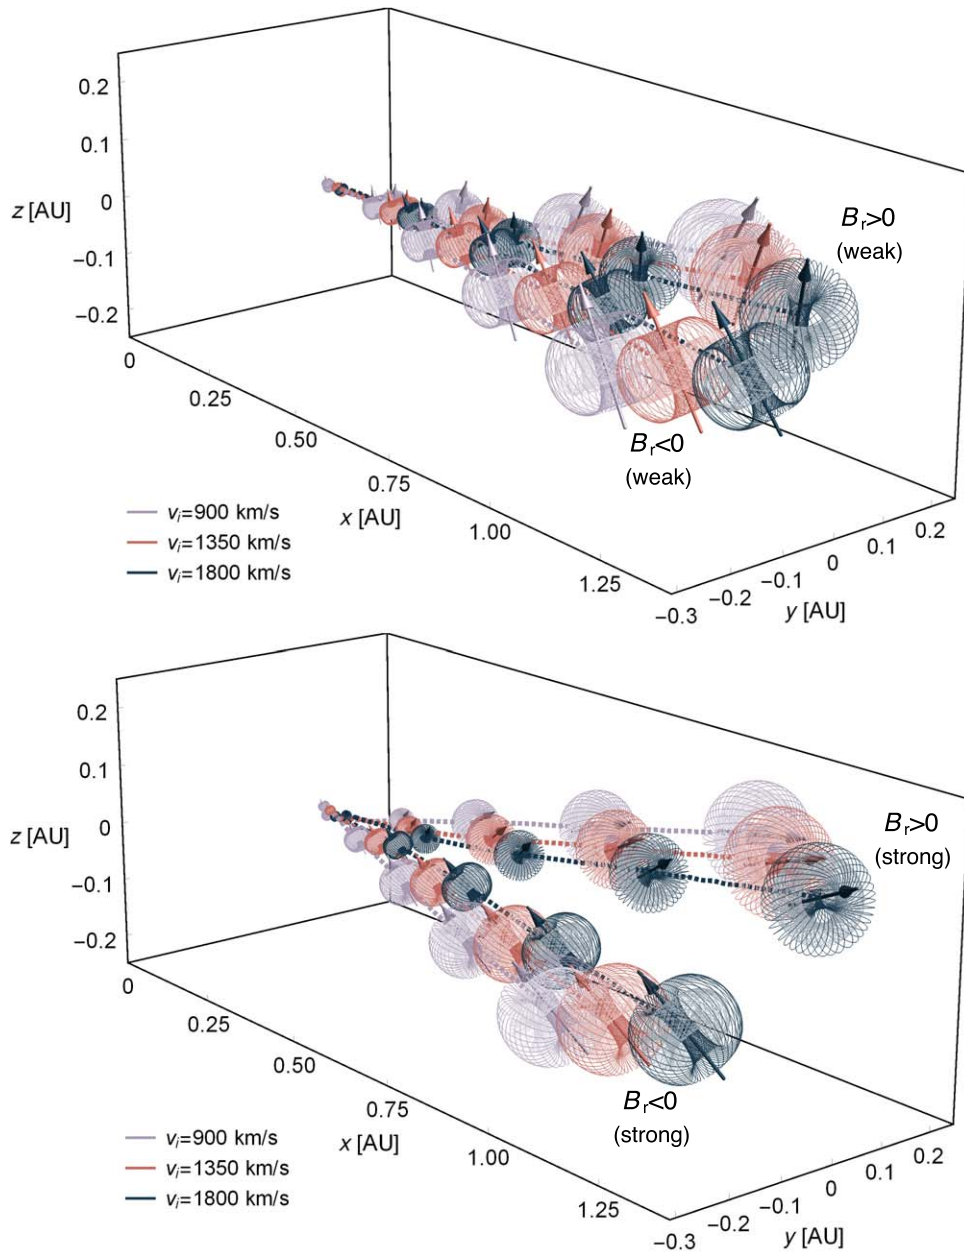 0.2
0.1
z [AU]
0
−0.1
−0.2
B_r>0
(weak)
0
0.25
0.50
0.75
1.00
1.25
x [AU]
B_r<0
(weak)
v_i=900 km/s
v_i=1350 km/s
v_i=1800 km/s
−0.3
−0.2
−0.1
0
0.1
0.2
y [AU]
0.2
0.1
z [AU]
0
−0.1
−0.2
B_r>0
(strong)
0
0.25
0.50
0.75
1.00
1.25
x [AU]
B_r<0
(strong)
v_i=900 km/s
v_i=1350 km/s
v_i=1800 km/s
−0.3
−0.2
−0.1
0
0.1
0.2
y [AU]